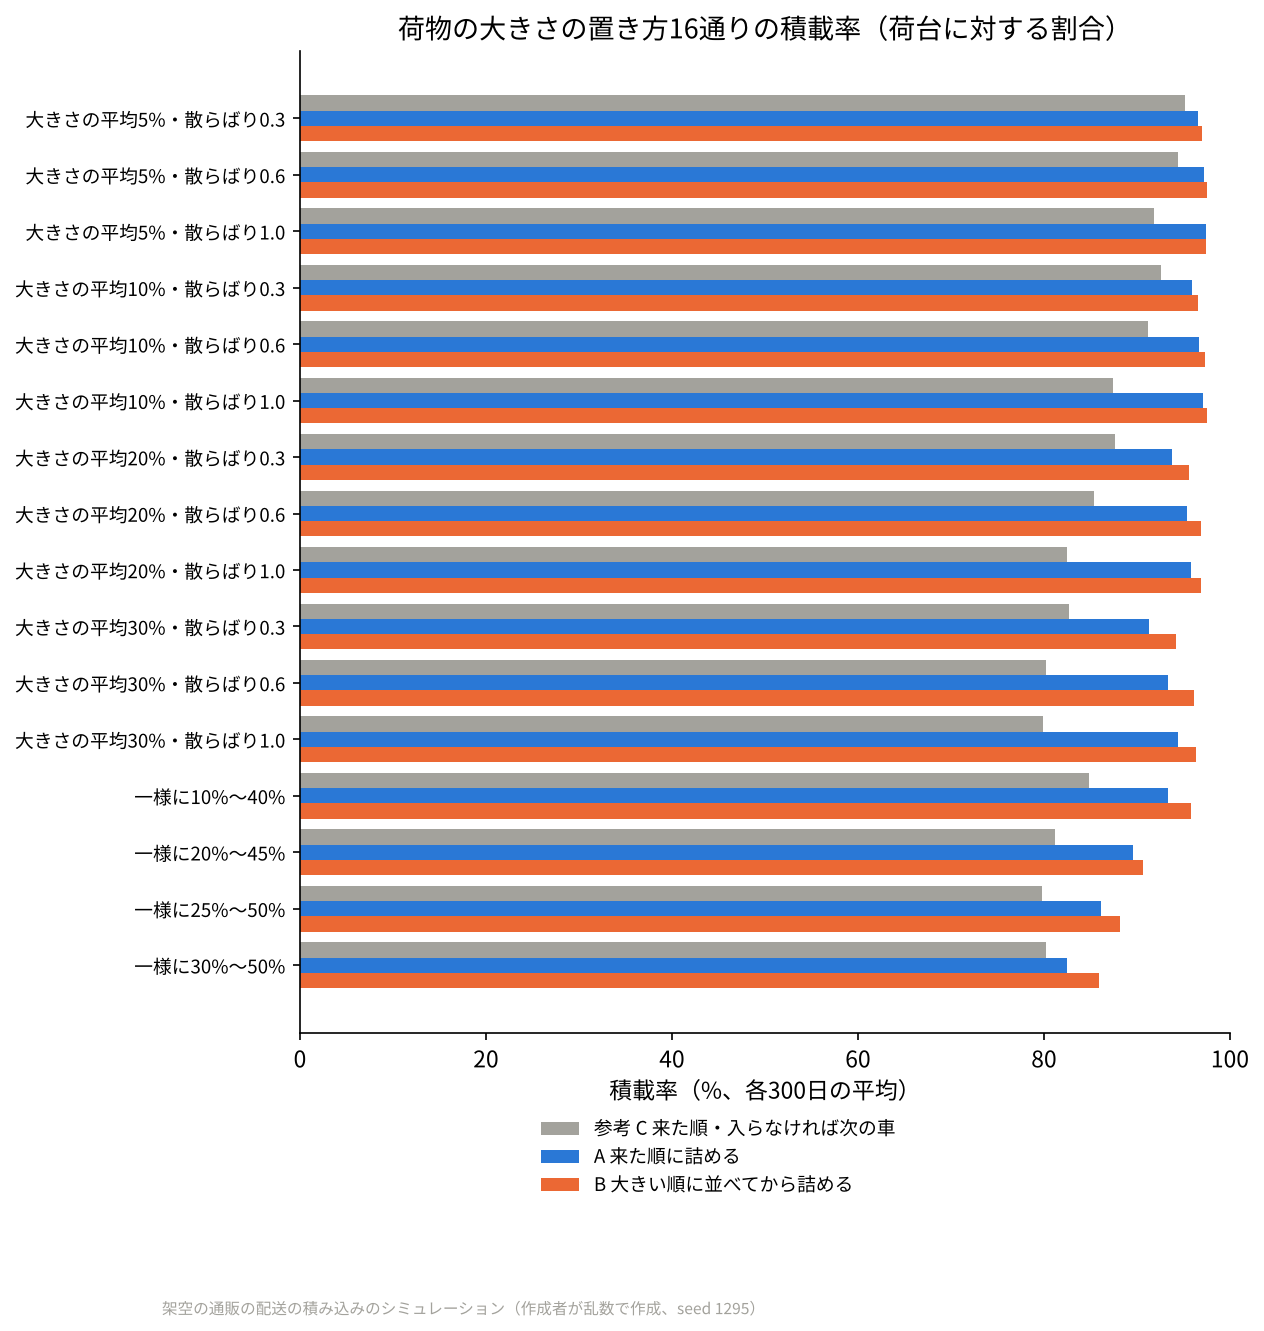 荷物の大きさの置き方16通りの積載率（荷台に対する割合）
大きさの平均5%・散らばり0.3
大きさの平均5%・散らばり0.6
大きさの平均5%・散らばり1.0
大きさの平均10%・散らばり0.3
大きさの平均10%・散らばり0.6
大きさの平均10%・散らばり1.0
大きさの平均20%・散らばり0.3
大きさの平均20%・散らばり0.6
大きさの平均20%・散らばり1.0
大きさの平均30%・散らばり0.3
大きさの平均30%・散らばり0.6
大きさの平均30%・散らばり1.0
一様に10%〜40%
一様に20%〜45%
一様に25%〜50%
一様に30%〜50%
0 20 40 60 80 100
積載率（%、各300日の平均）
参考 C 来た順・入らなければ次の車
A 来た順に詰める
B 大きい順に並べてから詰める
架空の通販の配送の積み込みのシミュレーション（作成者が乱数で作成、seed 1295）